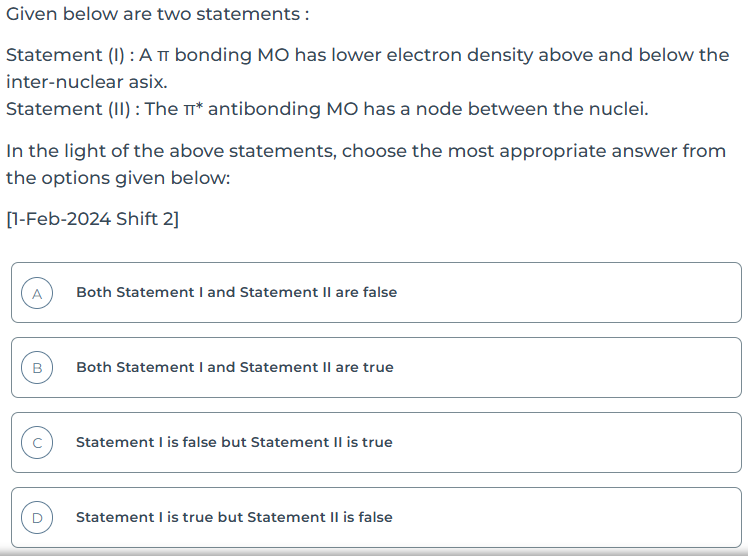 Given below are two statements :
Statement (I) : A π bonding MO has lower electron density above and below the
inter-nuclear asix.
Statement (II) : The π* antibonding MO has a node between the nuclei.
In the light of the above statements, choose the most appropriate answer from
the options given below:
[1-Feb-2024 Shift 2]
A Both Statement I and Statement II are false
B Both Statement I and Statement II are true
C Statement I is false but Statement II is true
D Statement I is true but Statement II is false